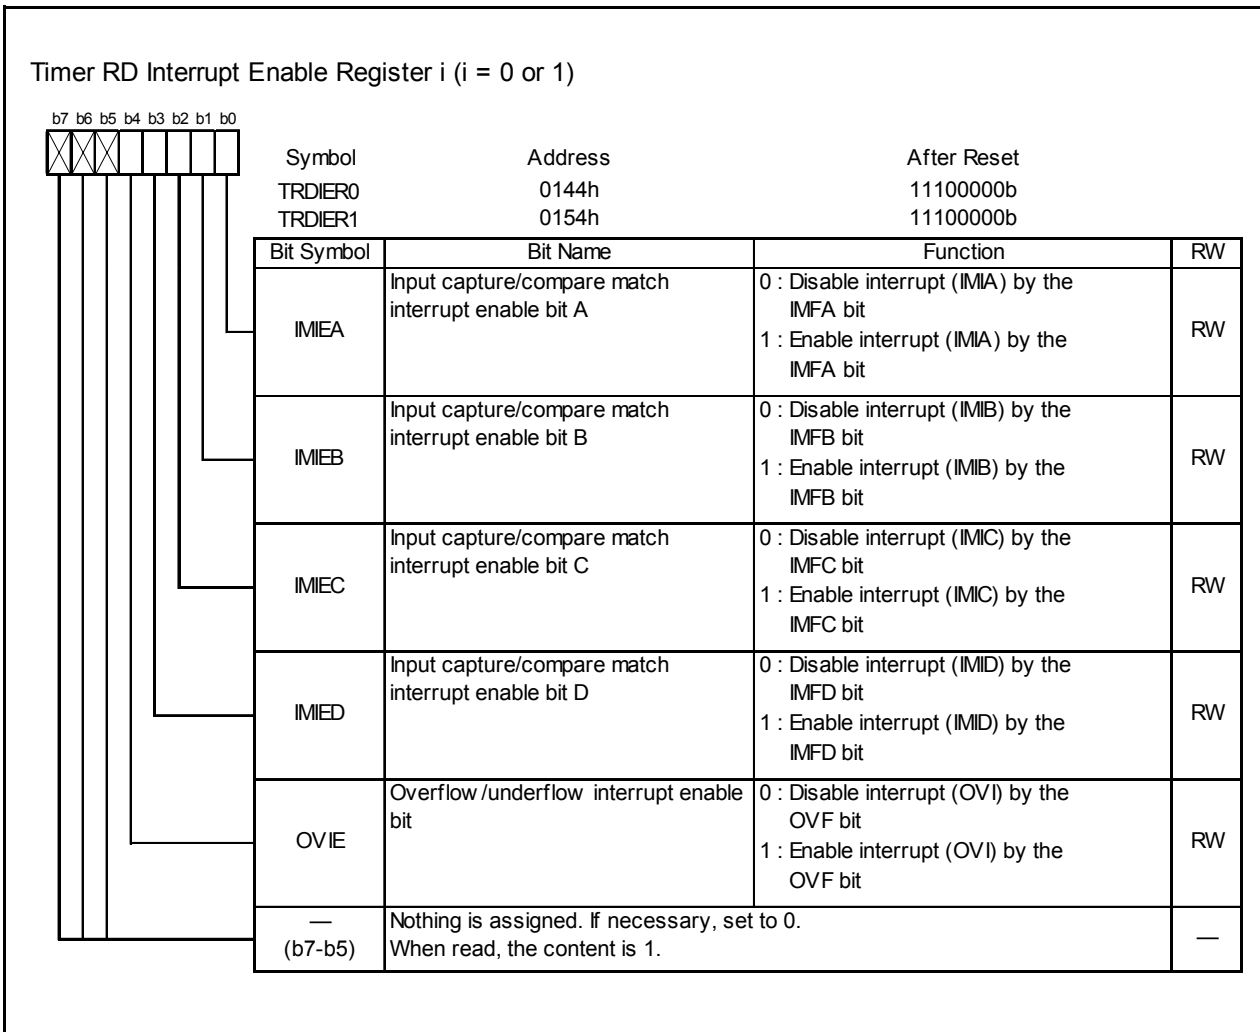 Timer RD Interrupt Enable Register i (i = 0 or 1)
b7 b6 b5 b4 b3 b2 b1 b0
Symbol Address After Reset
TRDIER0 0144h 11100000b
TRDIER1 0154h 11100000b
Bit Symbol Bit Name Function RW
IMIEA
Input capture/compare match
interrupt enable bit A
0 : Disable interrupt (IMIA) by the
IMFA bit
1 : Enable interrupt (IMIA) by the
IMFA bit
RW
IMIEB
Input capture/compare match
interrupt enable bit B
0 : Disable interrupt (IMIB) by the
IMFB bit
1 : Enable interrupt (IMIB) by the
IMFB bit
RW
IMIEC
Input capture/compare match
interrupt enable bit C
0 : Disable interrupt (IMIC) by the
IMFC bit
1 : Enable interrupt (IMIC) by the
IMFC bit
RW
IMIED
Input capture/compare match
interrupt enable bit D
0 : Disable interrupt (IMID) by the
IMFD bit
1 : Enable interrupt (IMID) by the
IMFD bit
RW
OVIE
Overflow/underflow interrupt enable
bit
0 : Disable interrupt (OVI) by the
OVF bit
1 : Enable interrupt (OVI) by the
OVF bit
RW
—
(b7-b5)
Nothing is assigned. If necessary, set to 0.
When read, the content is 1.
—